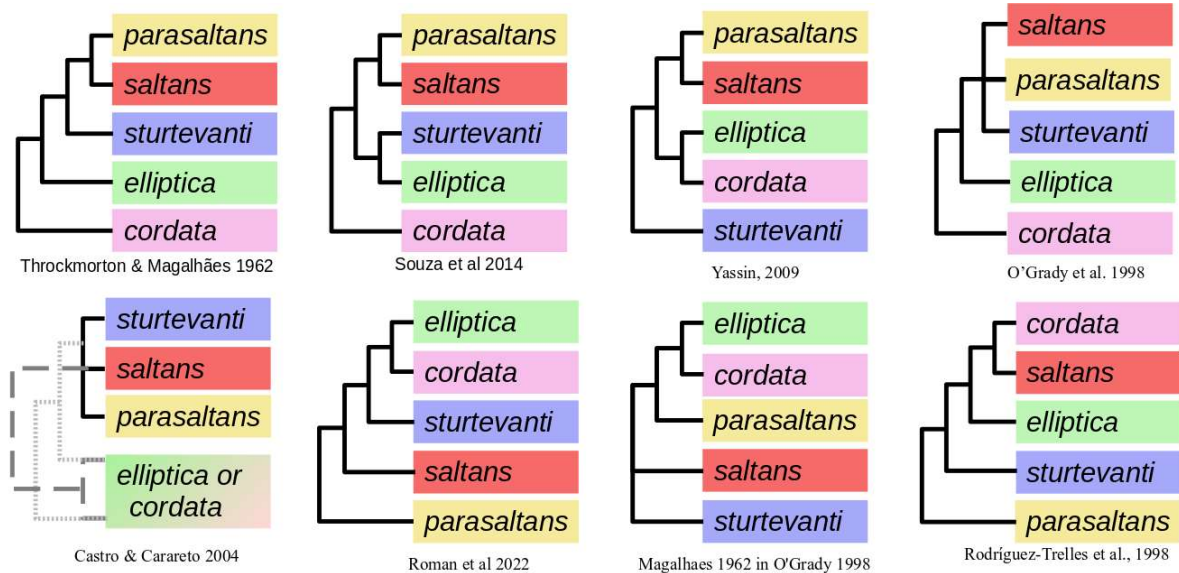 parasaltans
saltans
sturtevanti
elliptica
cordata
Throckmorton & Magalhães 1962
parasaltans
saltans
sturtevanti
elliptica
cordata
Souza et al 2014
parasaltans
saltans
elliptica
cordata
sturtevanti
Yassin, 2009
saltans
parasaltans
sturtevanti
elliptica
cordata
O'Grady et al. 1998
sturtevanti
saltans
parasaltans
elliptica or
cordata
Castro & Carareto 2004
elliptica
cordata
sturtevanti
saltans
parasaltans
Roman et al 2022
elliptica
cordata
parasaltans
saltans
sturtevanti
Magalhaes 1962 in O'Grady 1998
cordata
saltans
elliptica
sturtevanti
parasaltans
Rodríguez-Trelles et al., 1998